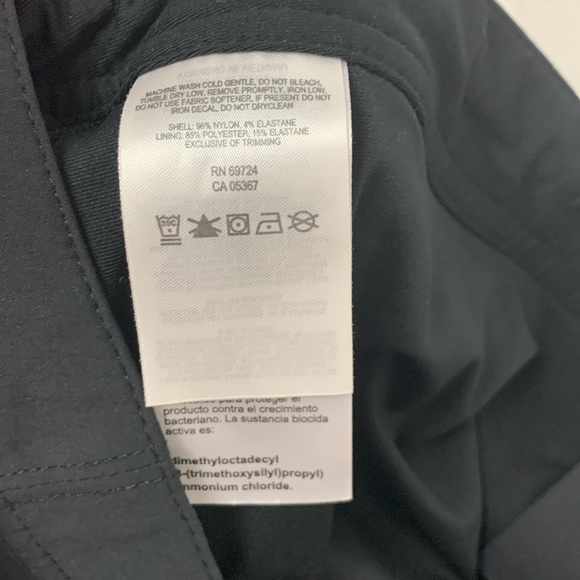 MACHINE WASH COLD GENTLE, DO NOT BLEACH,
TUMBLE DRY LOW, REMOVE PROMPTLY, IRON LOW,
DO NOT USE FABRIC SOFTENER, IF PRESENT DO NOT
IRON DECAL, DO NOT DRYCLEAN
SHELL: 96% NYLON, 4% ELASTANE
LINING: 85% POLYESTER, 15% ELASTANE
EXCLUSIVE OF TRIMMING
RN 69724
CA 05367
30C
para proteger el
producto contra el crecimiento
bacteriano. La sustancia biocida
activa es:
dimethyloctadecyl
-(trimethoxysilyl)propyl)
mmonium chloride.